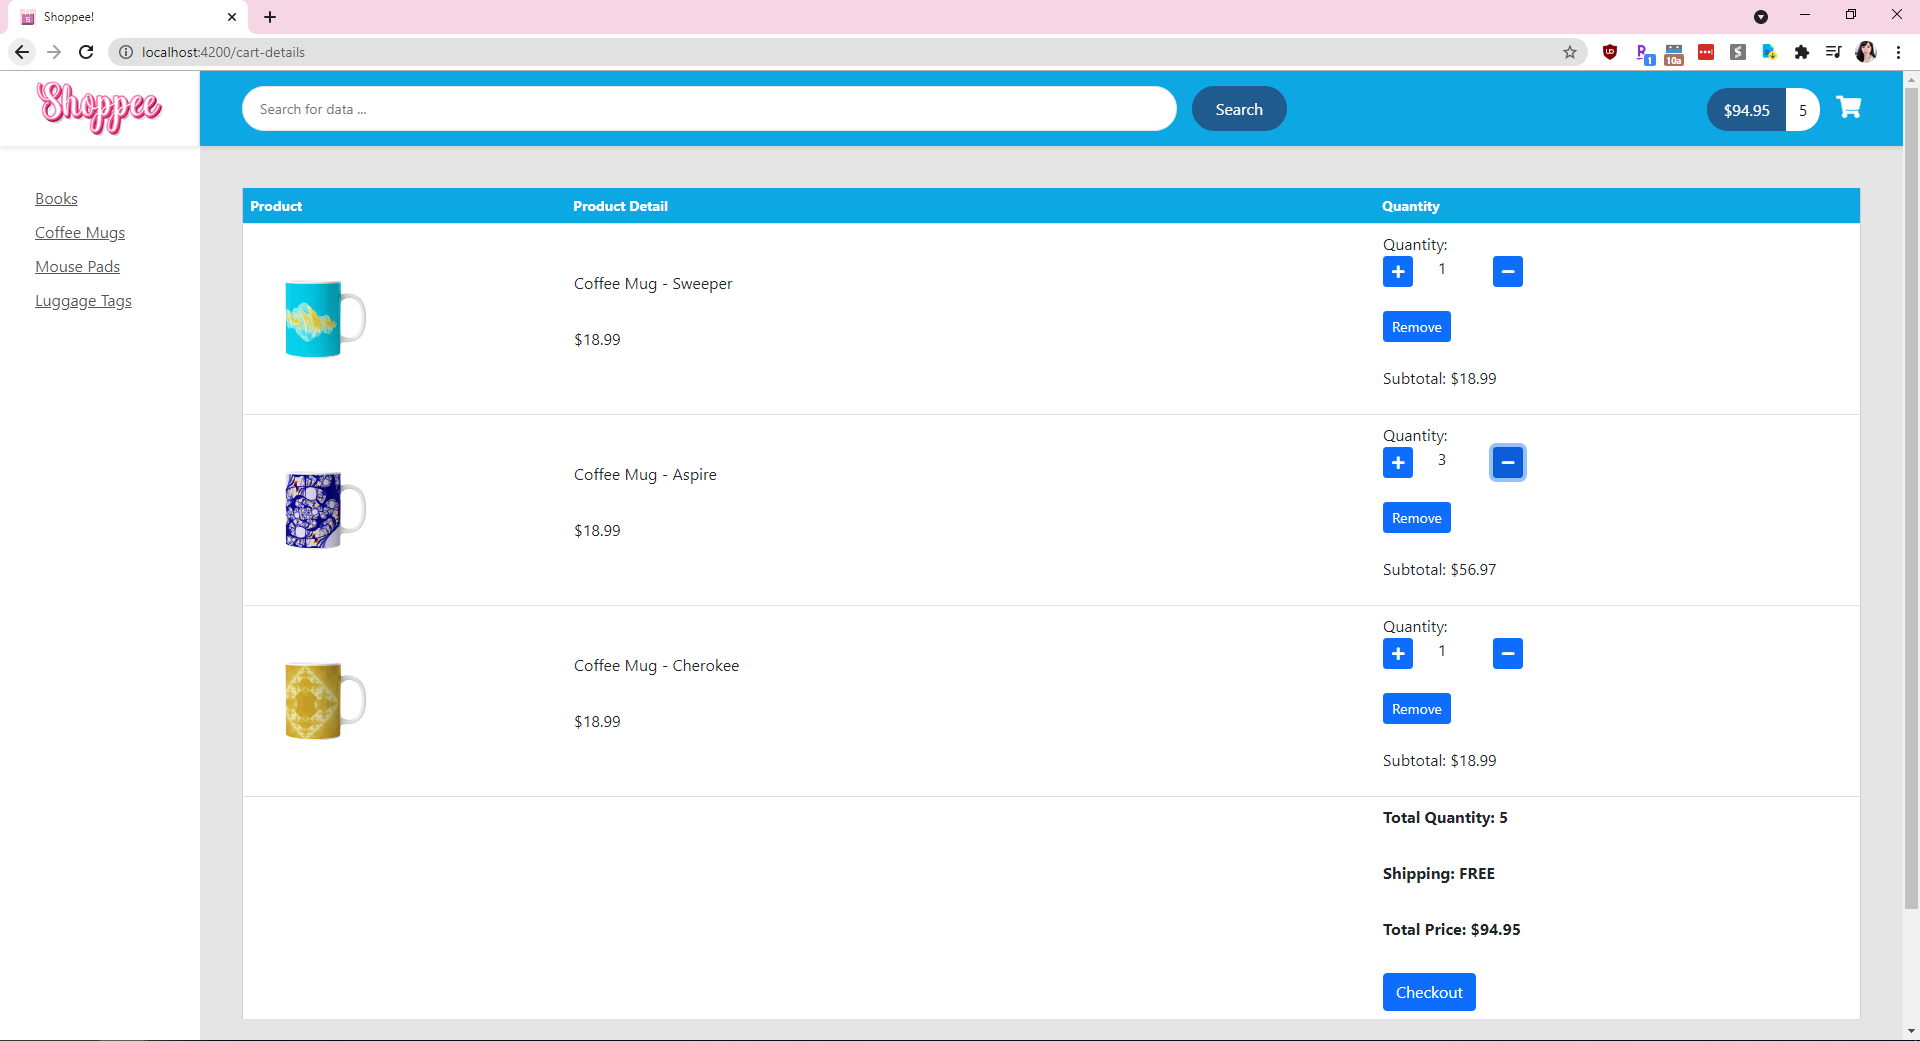 Shoppee!
localhost:4200/cart-details
1
10a
Shoppee
Search for data ...
Search
$94.95
5
Books
Coffee Mugs
Mouse Pads
Luggage Tags
Product
Product Detail
Quantity
Coffee Mug - Sweeper
$18.99
Quantity:
+ 1 −
Remove
Subtotal: $18.99
Coffee Mug - Aspire
$18.99
Quantity:
+ 3 −
Remove
Subtotal: $56.97
Coffee Mug - Cherokee
$18.99
Quantity:
+ 1 −
Remove
Subtotal: $18.99
Total Quantity: 5
Shipping: FREE
Total Price: $94.95
Checkout